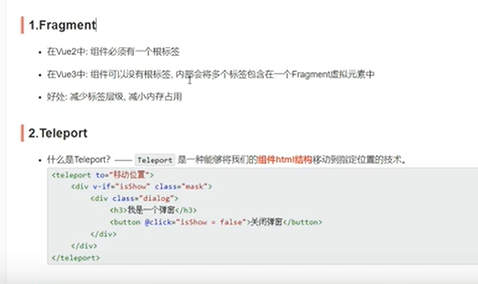 1.Fragment
在Vue2中: 组件必须有一个根标签
在Vue3中: 组件可以没有根标签, 内部会将多个标签包含在一个Fragment虚拟元素中
好处: 减少标签层级, 减小内存占用
2.Teleport
什么是Teleport？—— Teleport 是一种能够将我们的组件html结构移动到指定位置的技术。
<teleport to="移动位置">
<div v-if="isShow" class="mask">
<div class="dialog">
<h3>我是一个弹窗</h3>
<button @click="isShow = false">关闭弹窗</button>
</div>
</div>
</teleport>